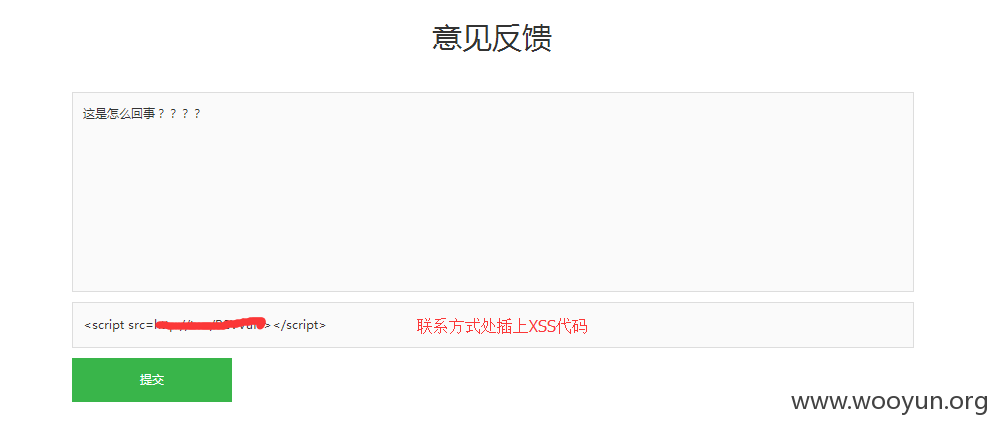 意见反馈
这是怎么回事？？？？
<script src= ></script>
联系方式处插上XSS代码
提交
www.wooyun.org